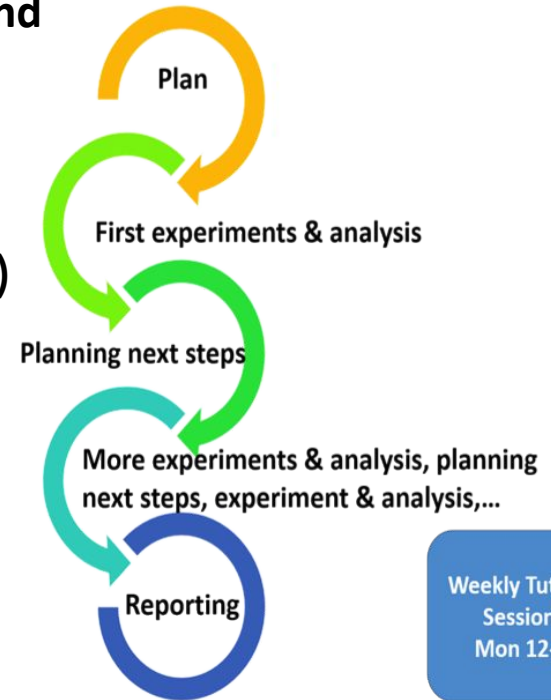 nd
Plan
First experiments & analysis
)
Planning next steps
More experiments & analysis, planning
next steps, experiment & analysis,...
Reporting
Weekly Tut
Session
Mon 12-